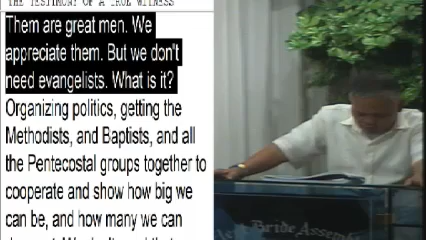 THE TESTIMONY OF A TRUE WITNESS
Them are great men. We
appreciate them. But we don't
need evangelists. What is it?
Organizing politics, getting the
Methodists, and Baptists, and all
the Pentecostal groups together to
cooperate and show how big we
can be, and how many we can
Bride Assemb